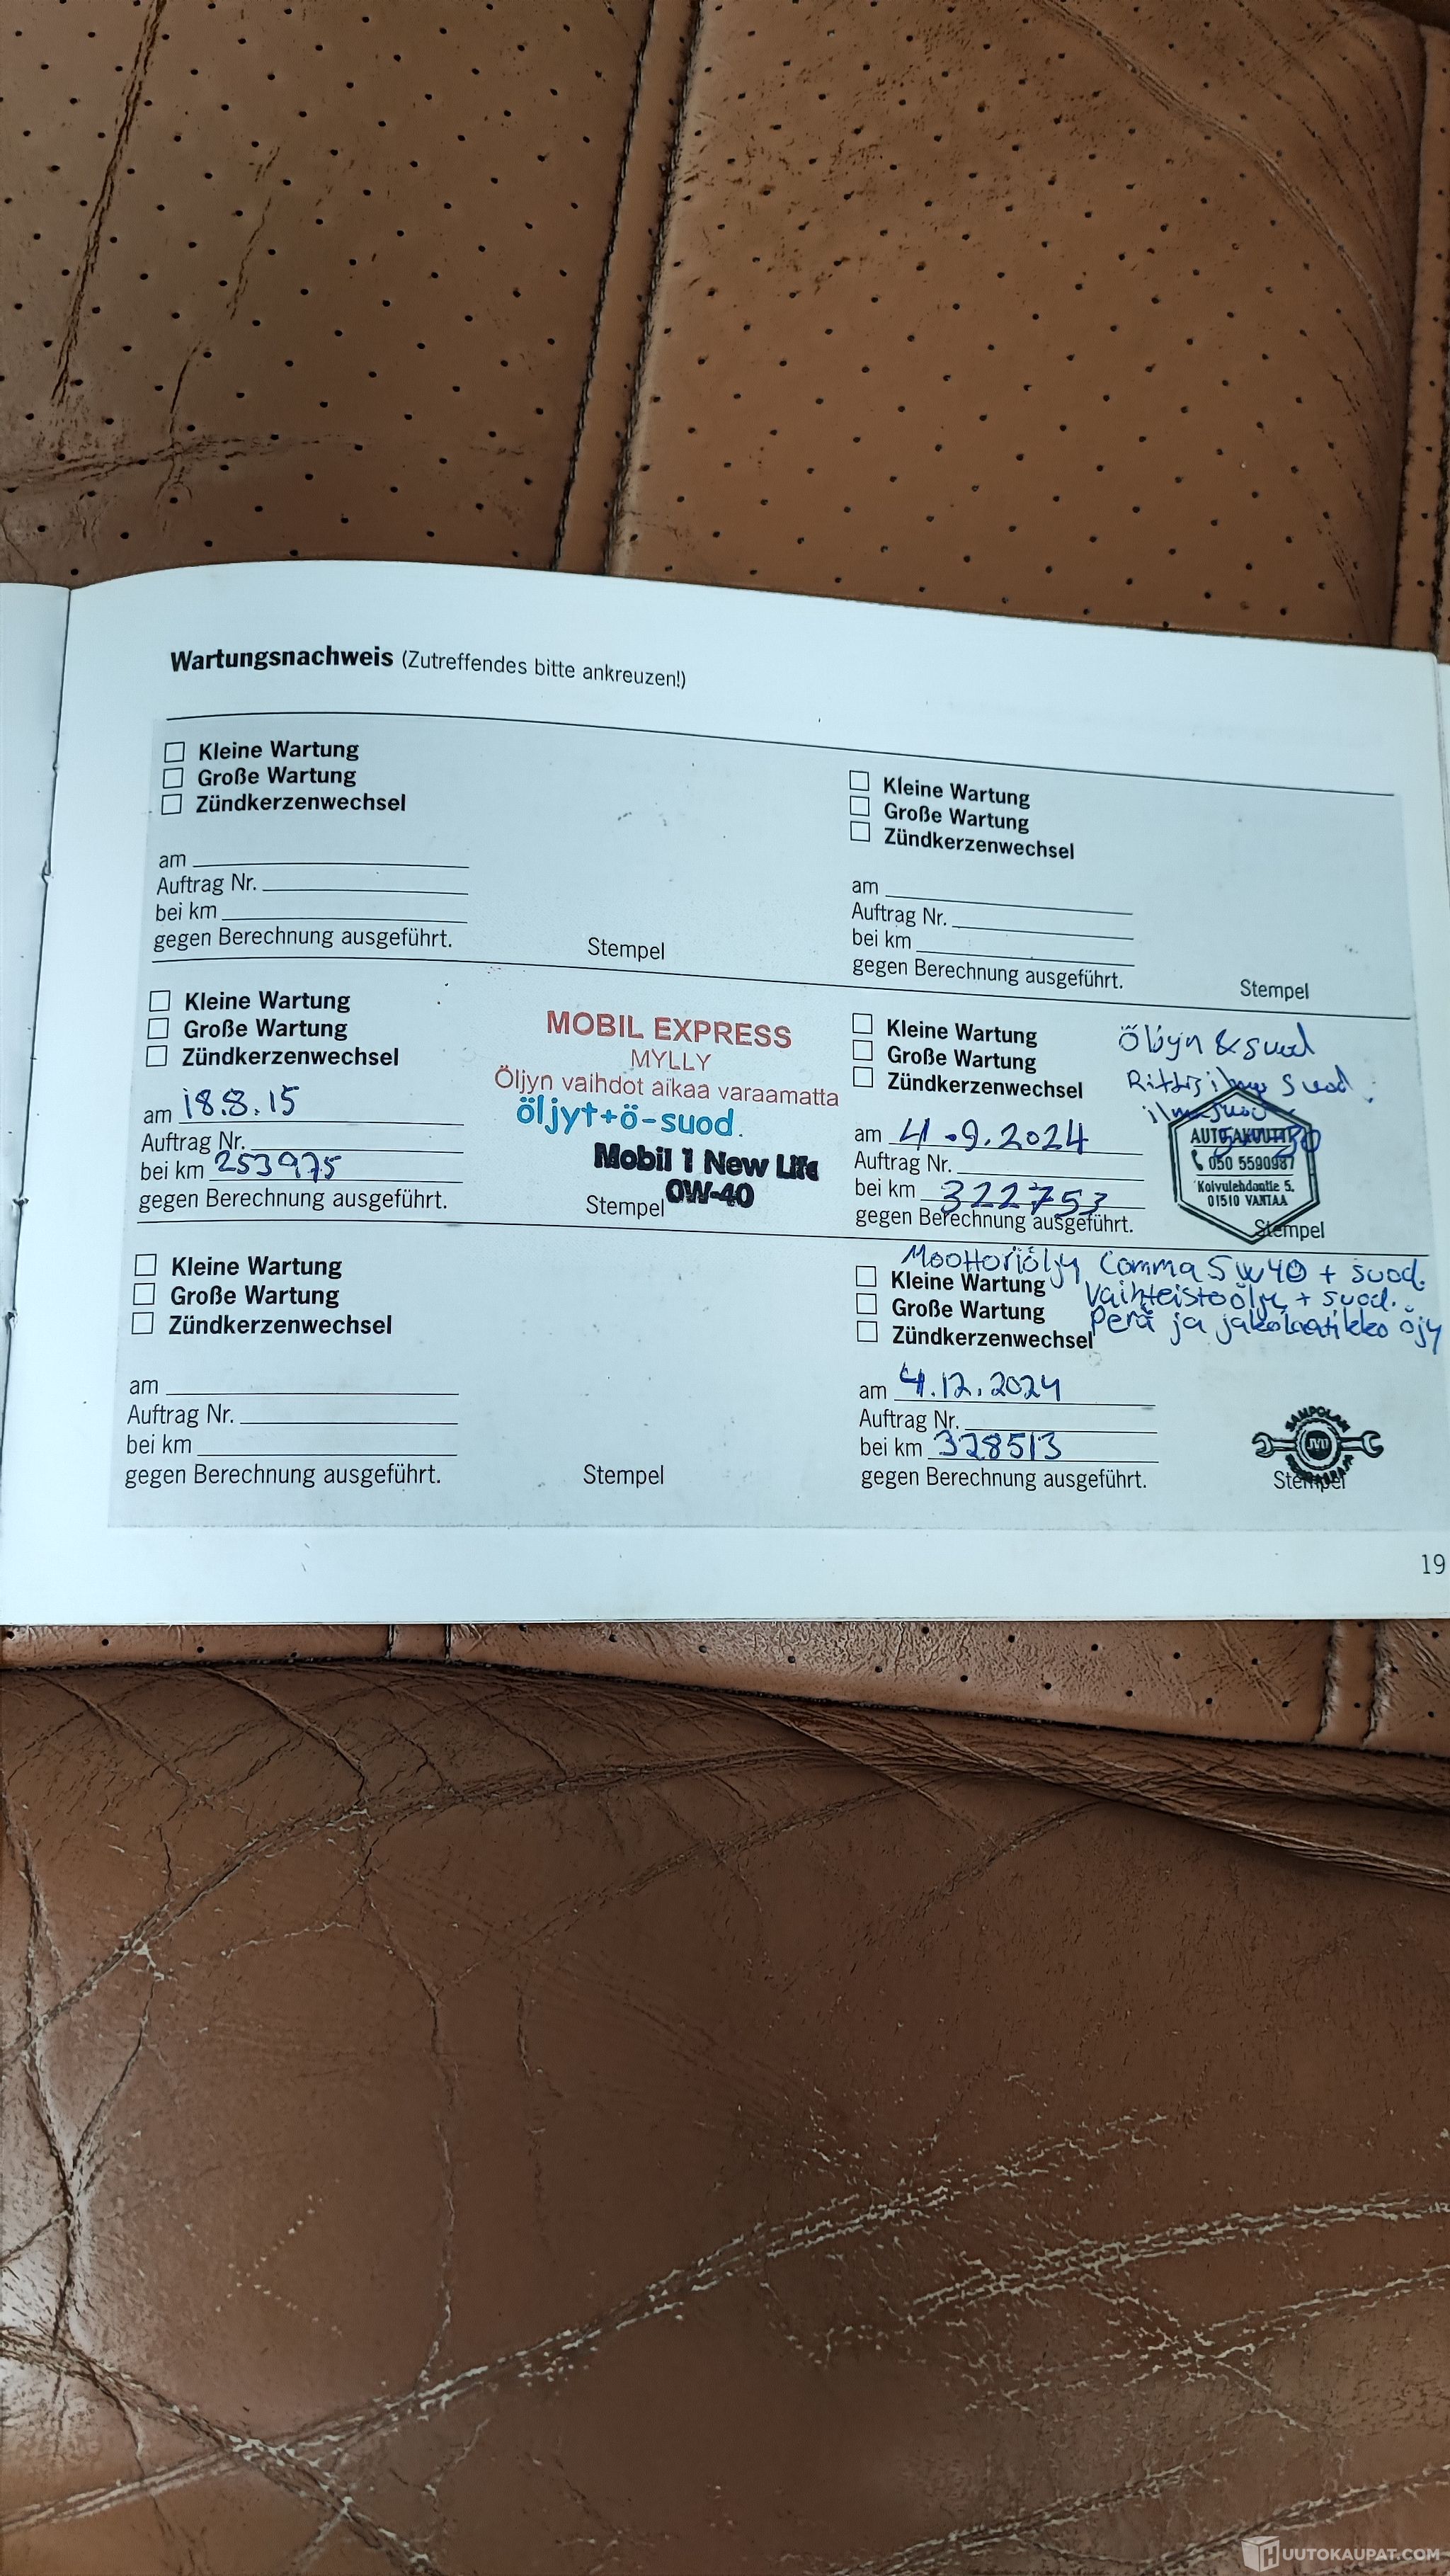 Wartungsnachweis (Zutreffendes bitte ankreuzen!)
Kleine Wartung
Große Wartung
Zündkerzenwechsel
am
Auftrag Nr.
bei km
gegen Berechnung ausgeführt.
Stempel
Kleine Wartung
Große Wartung
Zündkerzenwechsel
am
Auftrag Nr.
bei km
gegen Berechnung ausgeführt.
Stempel
Kleine Wartung
Große Wartung
Zündkerzenwechsel
am 18.8.15
Auftrag Nr.
bei km 253975
gegen Berechnung ausgeführt.
MOBIL EXPRESS
MYLLY
Öljyn vaihdot aikaa varaamatta
öljyt+ö-suod.
Mobil 1 New Life
0W-40
Stempel
Kleine Wartung
Große Wartung
Zündkerzenwechsel
am 4.9.2024
Auftrag Nr.
bei km 322753
gegen Berechnung ausgeführt.
Öljyn & suod
suod
050 5590987
Koivulehdontie 5.
01510 VANTAA
Stempel
Kleine Wartung
Große Wartung
Zündkerzenwechsel
am
Auftrag Nr.
bei km
gegen Berechnung ausgeführt.
Stempel
Moottoriöljy Comma 5W40 + suod.
Vaihteistoöljy + suod.
Perä ja jakolaatikko öjy
Kleine Wartung
Große Wartung
Zündkerzenwechsel
am 4.12.2024
Auftrag Nr.
bei km 328513
gegen Berechnung ausgeführt.
Stempel
19
HUUTOKAUPAT.COM